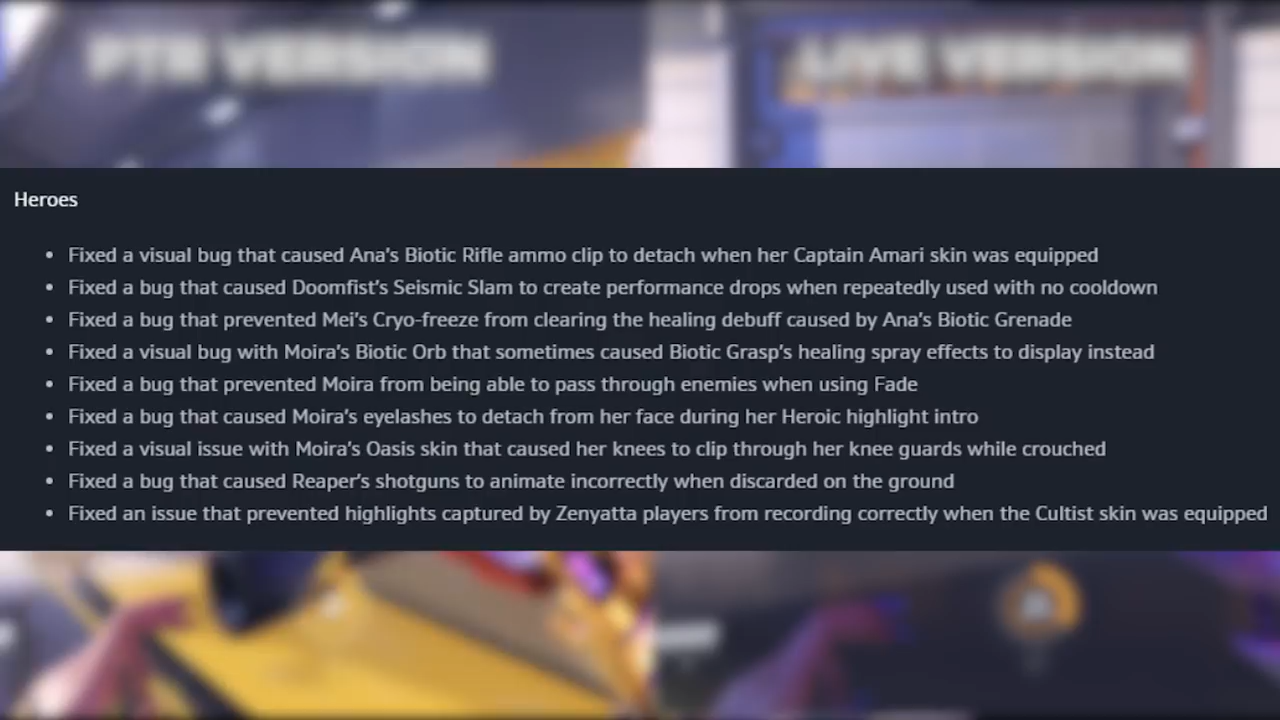 PTR VERSION
LIVE VERSION
Heroes
Fixed a visual bug that caused Ana's Biotic Rifle ammo clip to detach when her Captain Amari skin was equipped
Fixed a bug that caused Doomfist's Seismic Slam to create performance drops when repeatedly used with no cooldown
Fixed a bug that prevented Mei's Cryo-freeze from clearing the healing debuff caused by Ana's Biotic Grenade
Fixed a visual bug with Moira's Biotic Orb that sometimes caused Biotic Grasp's healing spray effects to display instead
Fixed a bug that prevented Moira from being able to pass through enemies when using Fade
Fixed a bug that caused Moira's eyelashes to detach from her face during her Heroic highlight intro
Fixed a visual issue with Moira's Oasis skin that caused her knees to clip through her knee guards while crouched
Fixed a bug that caused Reaper's shotguns to animate incorrectly when discarded on the ground
Fixed an issue that prevented highlights captured by Zenyatta players from recording correctly when the Cultist skin was equipped